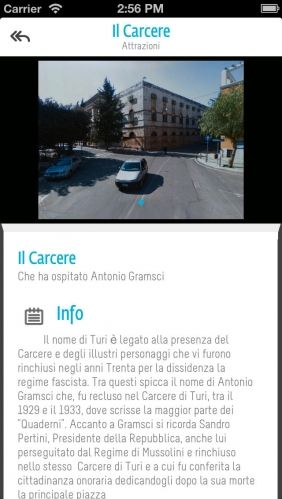 Carrier 2:56 PM
Il Carcere
Attrazioni
Il Carcere
Che ha ospitato Antonio Gramsci
Info
Il nome di Turi è legato alla presenza del
Carcere e degli illustri personaggi che vi furono
rinchiusi negli anni Trenta per la dissidenza la
regime fascista. Tra questi spicca il nome di Antonio
Gramsci che, fu recluso nel Carcere di Turi, tra il
1929 e il 1933, dove scrisse la maggior parte dei
"Quaderni". Accanto a Gramsci si ricorda Sandro
Pertini, Presidente della Repubblica, anche lui
perseguitato dal Regime di Mussolini e rinchiuso
nello stesso Carcere di Turi e a cui fu conferita la
cittadinanza onoraria dedicandogli dopo la sua morte
la principale piazza